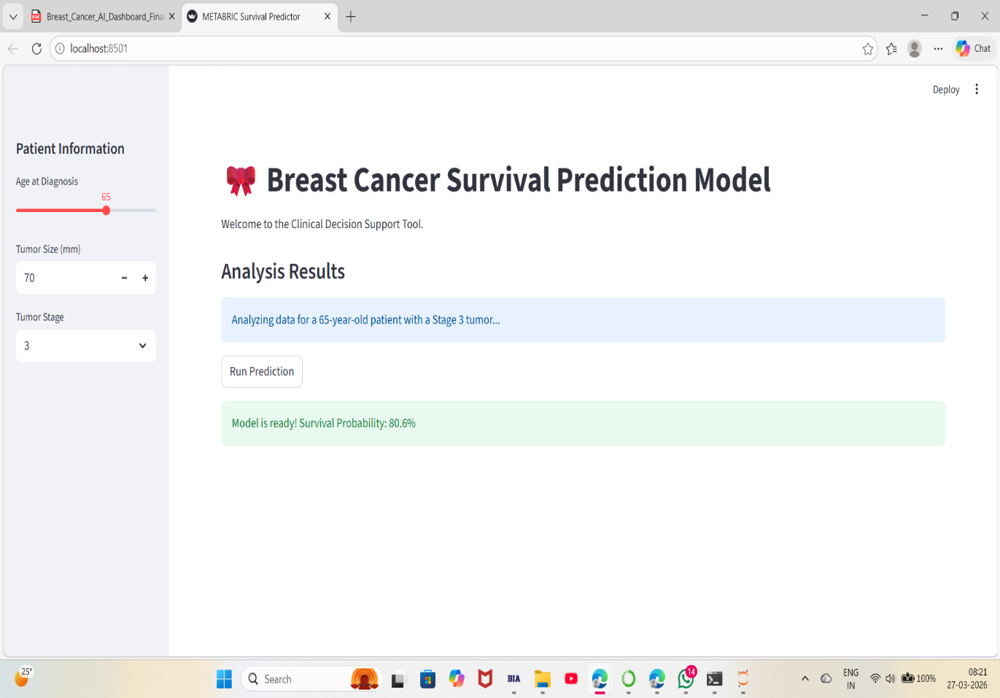 Breast_Cancer_AI_Dashboard_Final
METABRIC Survival Predictor
localhost:8501
Chat
Deploy
Patient Information
Age at Diagnosis
65
Tumor Size (mm)
70
Tumor Stage
3
Breast Cancer Survival Prediction Model
Welcome to the Clinical Decision Support Tool.
Analysis Results
Analyzing data for a 65-year-old patient with a Stage 3 tumor...
Run Prediction
Model is ready! Survival Probability: 80.6%
25°
Search
BIA
14
ENG
IN
100%
08:21
27-03-2026